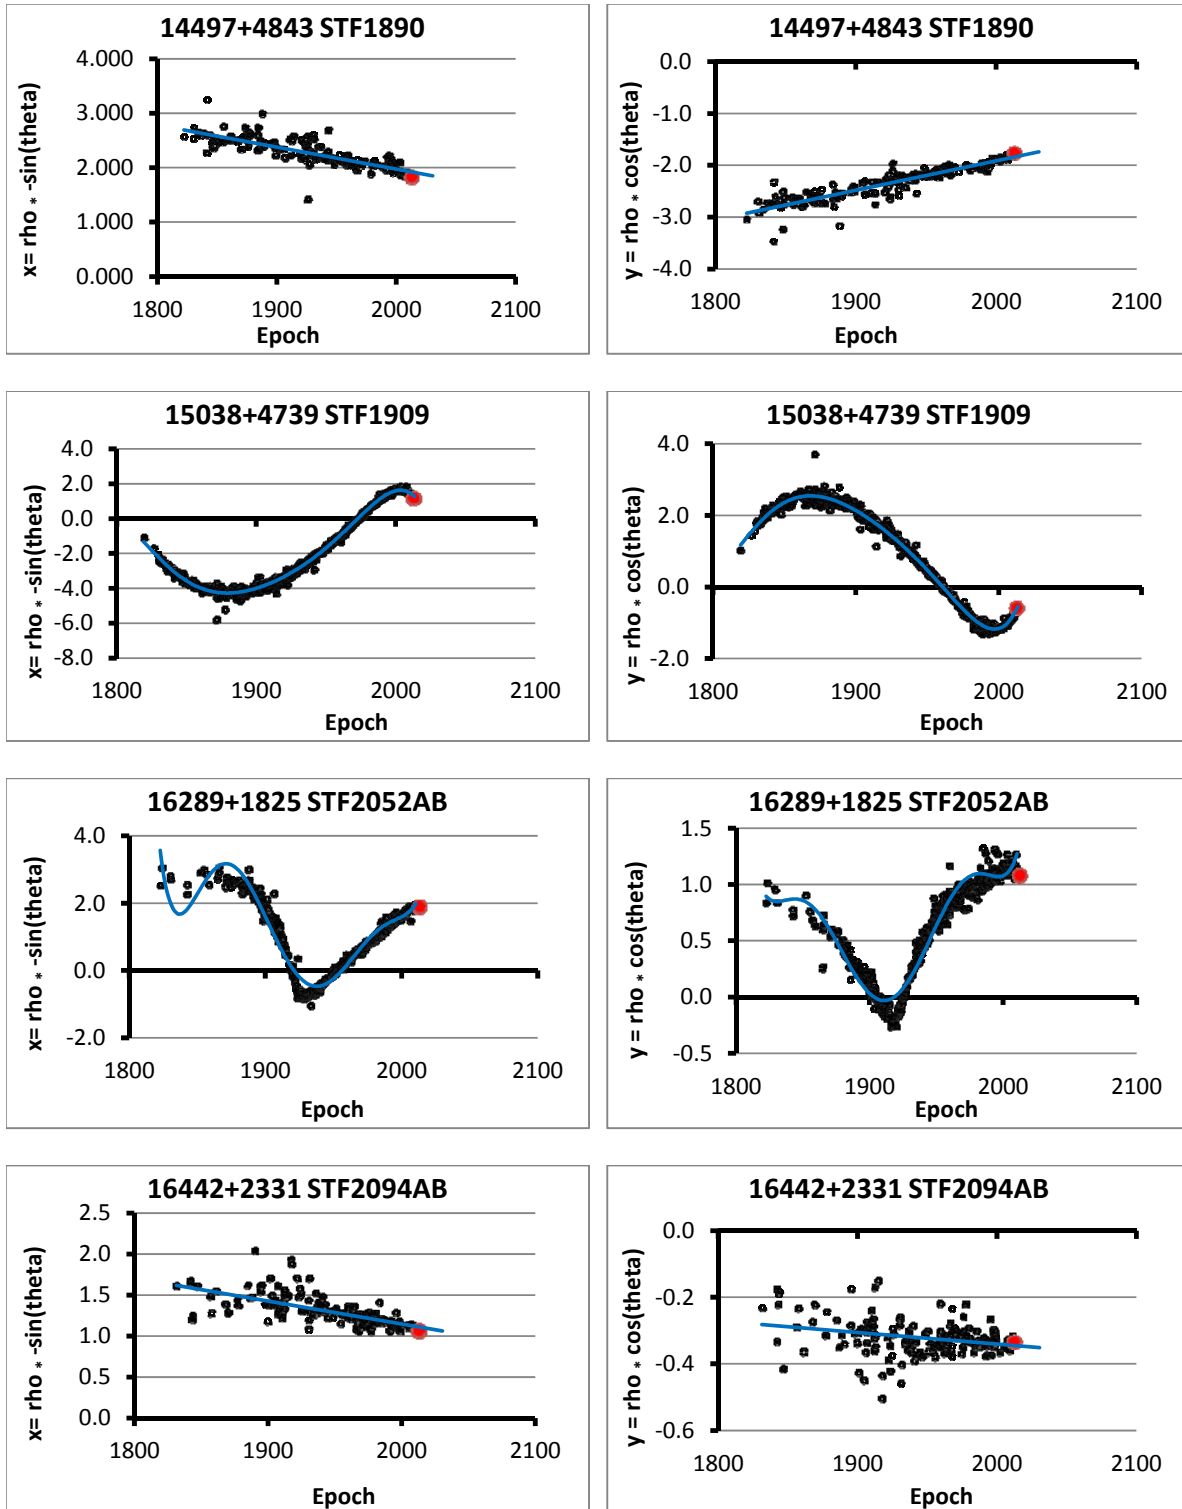 14497+4843 STF1890
x= rho * -sin(theta)
4.000
3.000
2.000
1.000
0.000
1800 1900 2000 2100
Epoch
14497+4843 STF1890
y = rho * cos(theta)
0.0
-1.0
-2.0
-3.0
-4.0
1800 1900 2000 2100
Epoch
15038+4739 STF1909
x= rho * -sin(theta)
4.0
2.0
0.0
-2.0
-4.0
-6.0
-8.0
1800 1900 2000 2100
Epoch
15038+4739 STF1909
y = rho * cos(theta)
4.0
2.0
0.0
-2.0
1800 1900 2000 2100
Epoch
16289+1825 STF2052AB
x= rho * -sin(theta)
4.0
2.0
0.0
-2.0
1800 1900 2000 2100
Epoch
16289+1825 STF2052AB
y = rho * cos(theta)
1.5
1.0
0.5
0.0
-0.5
1800 1900 2000 2100
Epoch
16442+2331 STF2094AB
x= rho * -sin(theta)
2.5
2.0
1.5
1.0
0.5
0.0
1800 1900 2000 2100
Epoch
16442+2331 STF2094AB
y = rho * cos(theta)
0.0
-0.2
-0.4
-0.6
1800 1900 2000 2100
Epoch